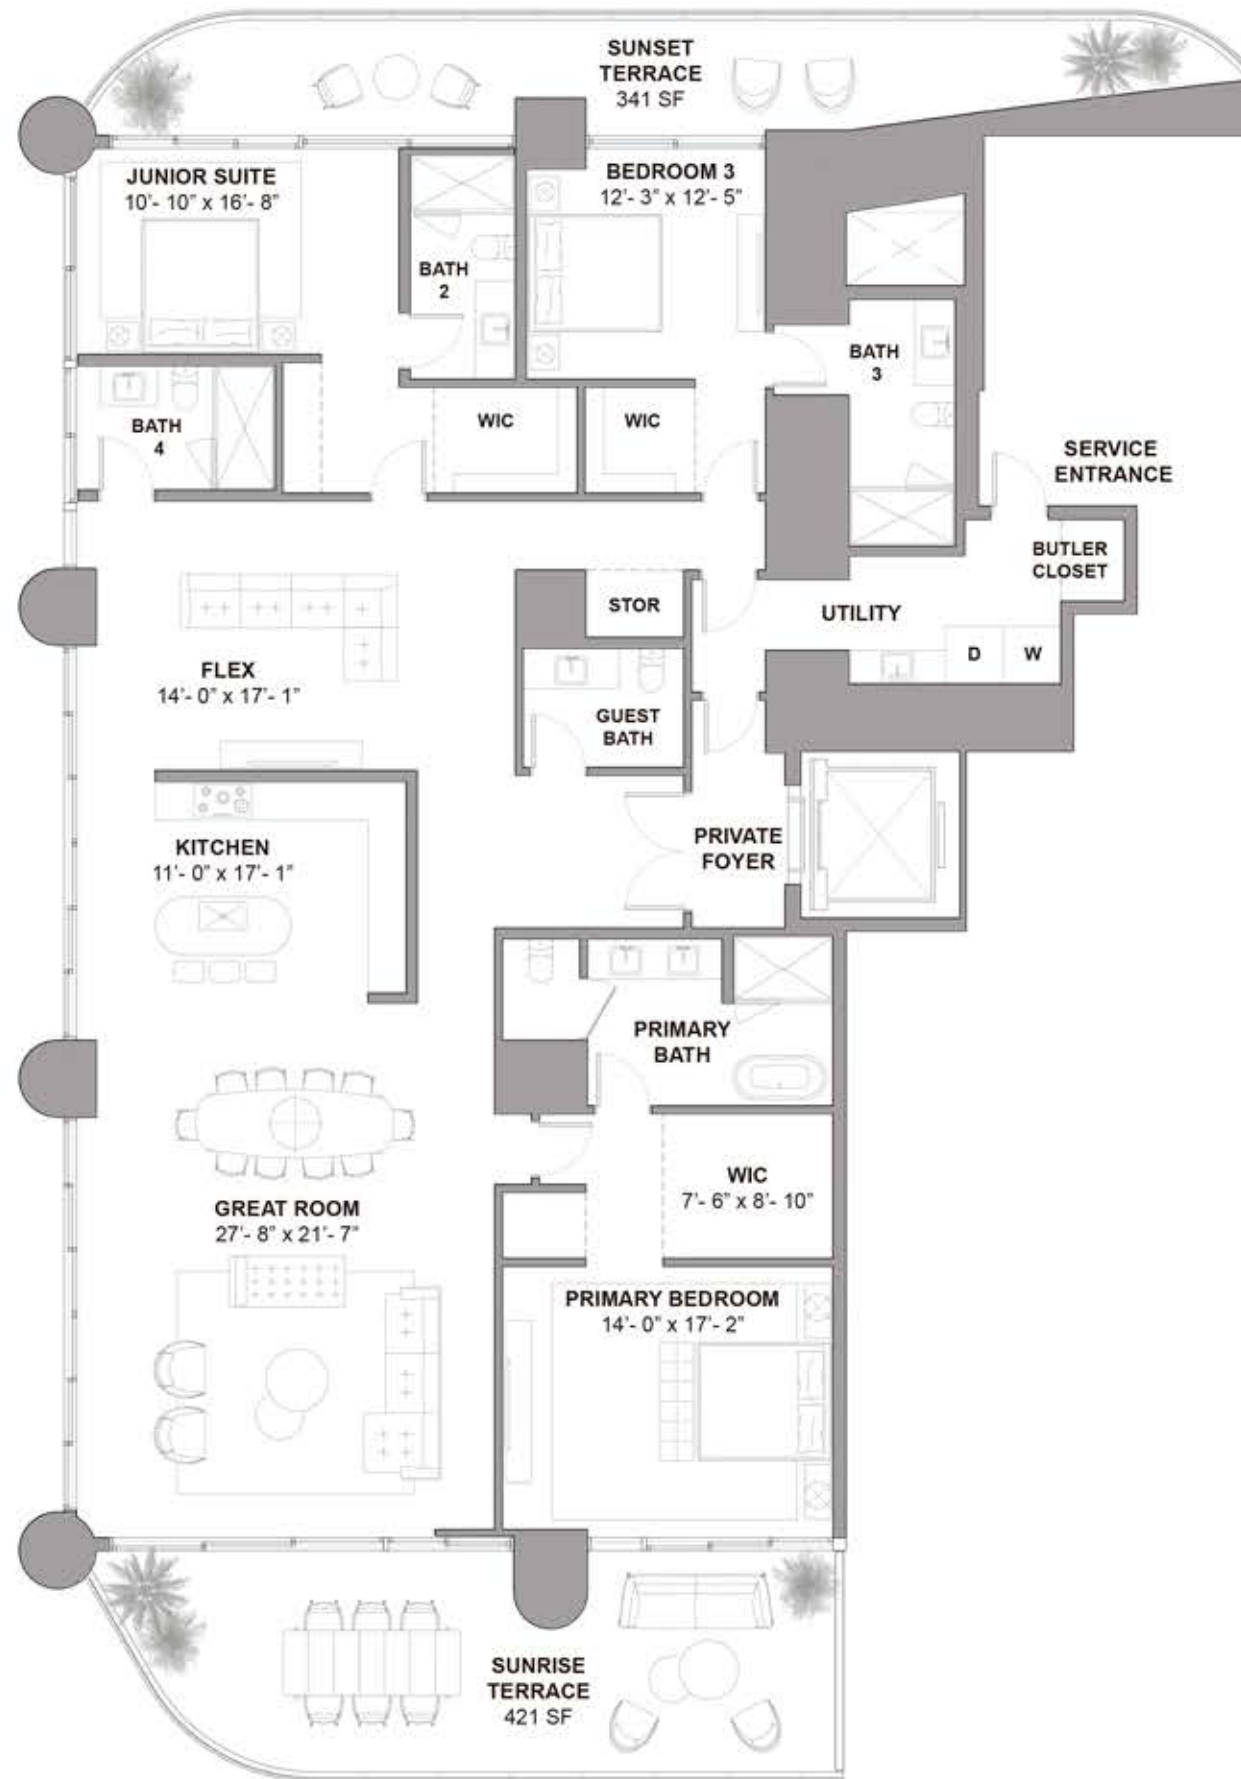 SUNSET
TERRACE
341 SF
JUNIOR SUITE
10'- 10" x 16'- 8"
BEDROOM 3
12'- 3" x 12'- 5"
BATH
2
BATH
3
BATH
4
WIC
WIC
SERVICE
ENTRANCE
BUTLER
CLOSET
STOR
UTILITY
D
W
FLEX
14'- 0" x 17'- 1"
GUEST
BATH
KITCHEN
11'- 0" x 17'- 1"
PRIVATE
FOYER
PRIMARY
BATH
WIC
7'- 6" x 8'- 10"
GREAT ROOM
27'- 8" x 21'- 7"
PRIMARY BEDROOM
14'- 0" x 17'- 2"
SUNRISE
TERRACE
421 SF